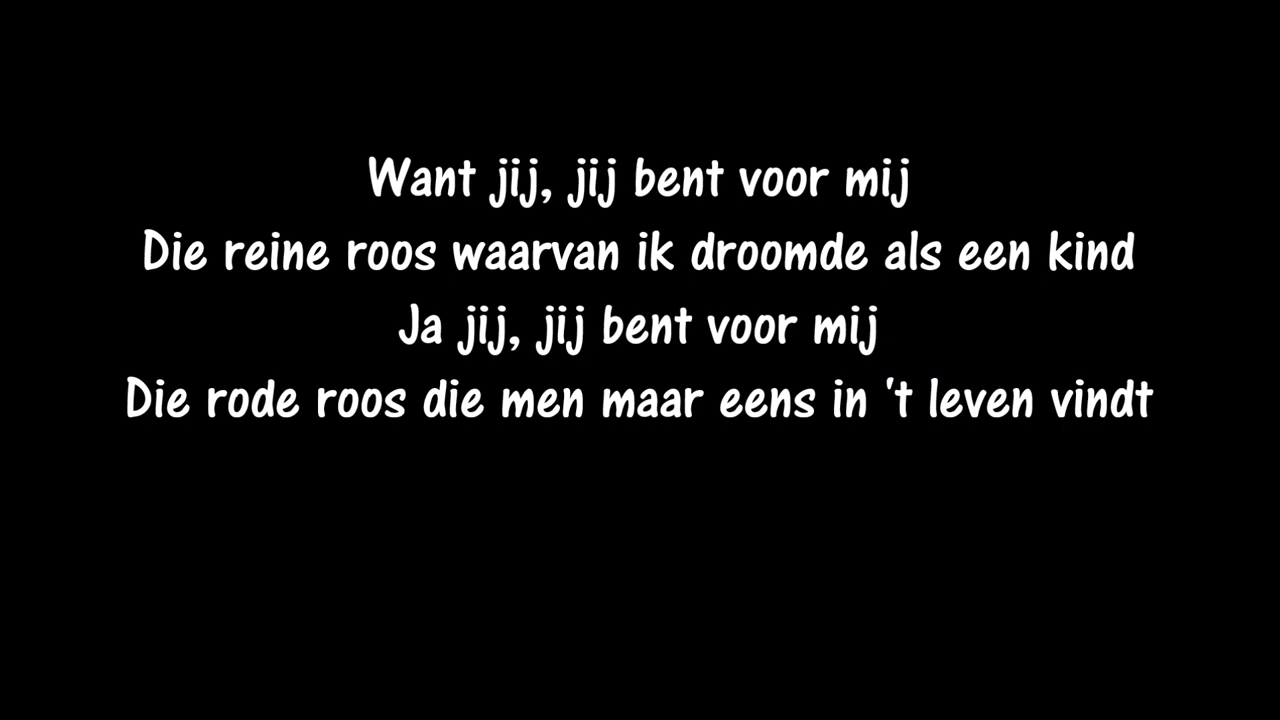 Want jij, jij bent voor mij
Die reine roos waarvan ik droomde als een kind
Ja jij, jij bent voor mij
Die rode roos die men maar eens in 't leven vindt